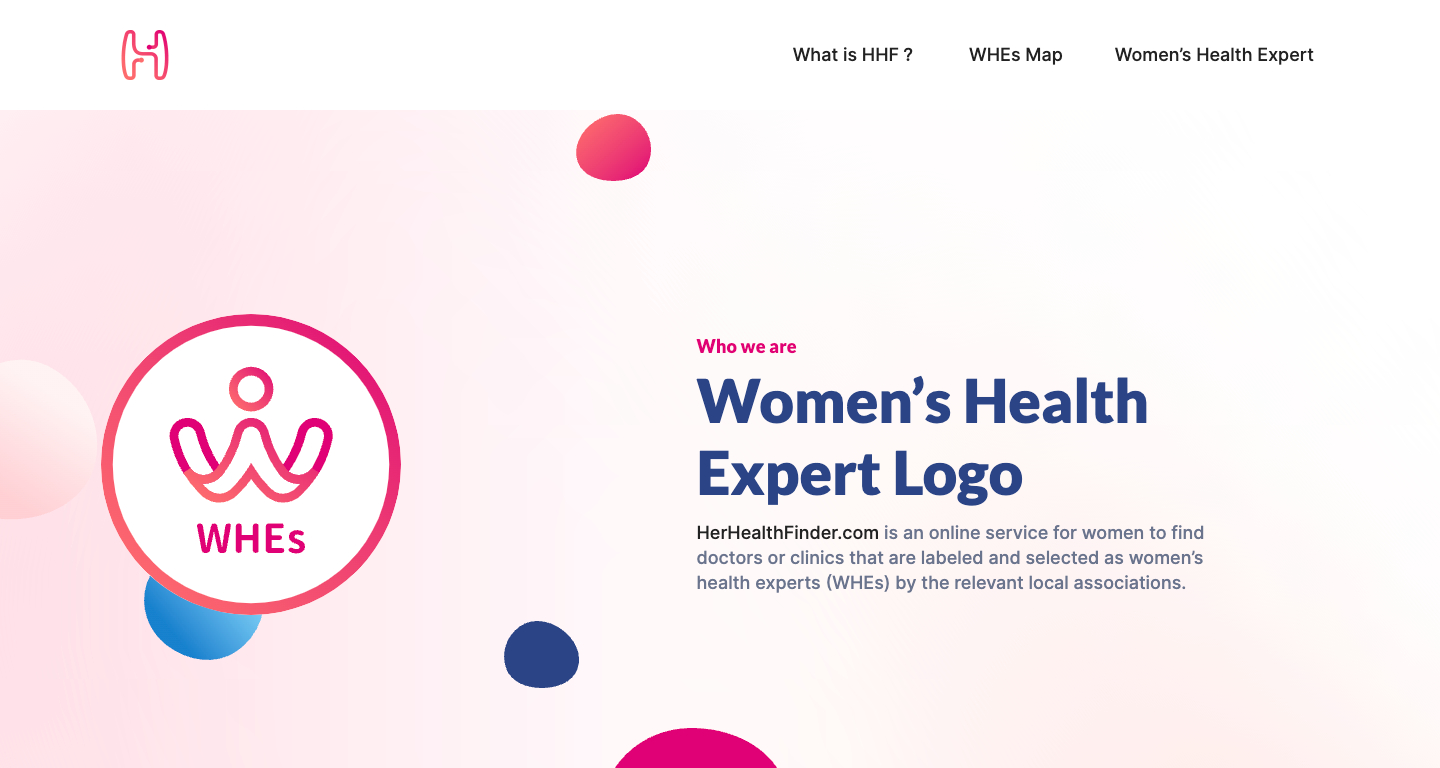 What is HHF ?
WHEs Map
Women’s Health Expert
WHEs
Who we are
Women’s Health
Expert Logo
HerHealthFinder.com is an online service for women to find
doctors or clinics that are labeled and selected as women’s
health experts (WHEs) by the relevant local associations.